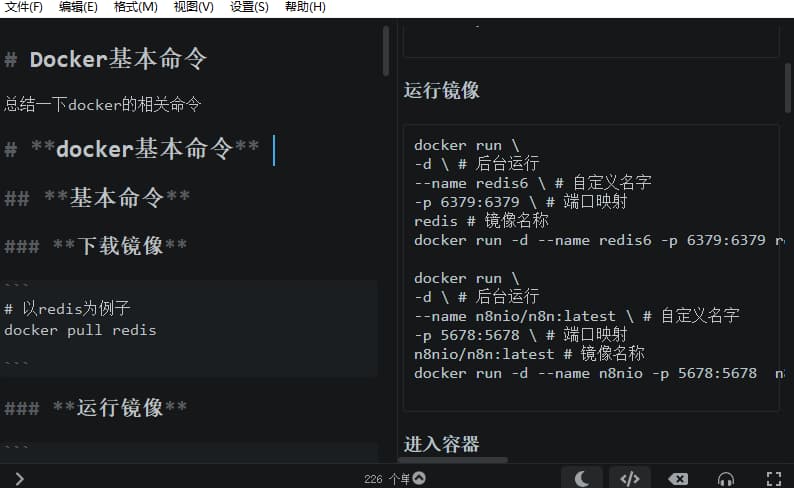 文件(F) 编辑(E) 格式(M) 视图(V) 设置(S) 帮助(H)
# Docker基本命令
总结一下docker的相关命令
# **docker基本命令**
## **基本命令**
### **下载镜像**
```
# 以redis为例子
docker pull redis
```
### **运行镜像**
```
运行镜像
docker run \
-d \ # 后台运行
--name redis6 \ # 自定义名字
-p 6379:6379 \ # 端口映射
redis # 镜像名称
docker run -d --name redis6 -p 6379:6379
docker run \
-d \ # 后台运行
--name n8nio/n8n:latest \ # 自定义名字
-p 5678:5678 \ # 端口映射
n8nio/n8n:latest # 镜像名称
docker run -d --name n8nio -p 5678:5678
进入容器
226 个单